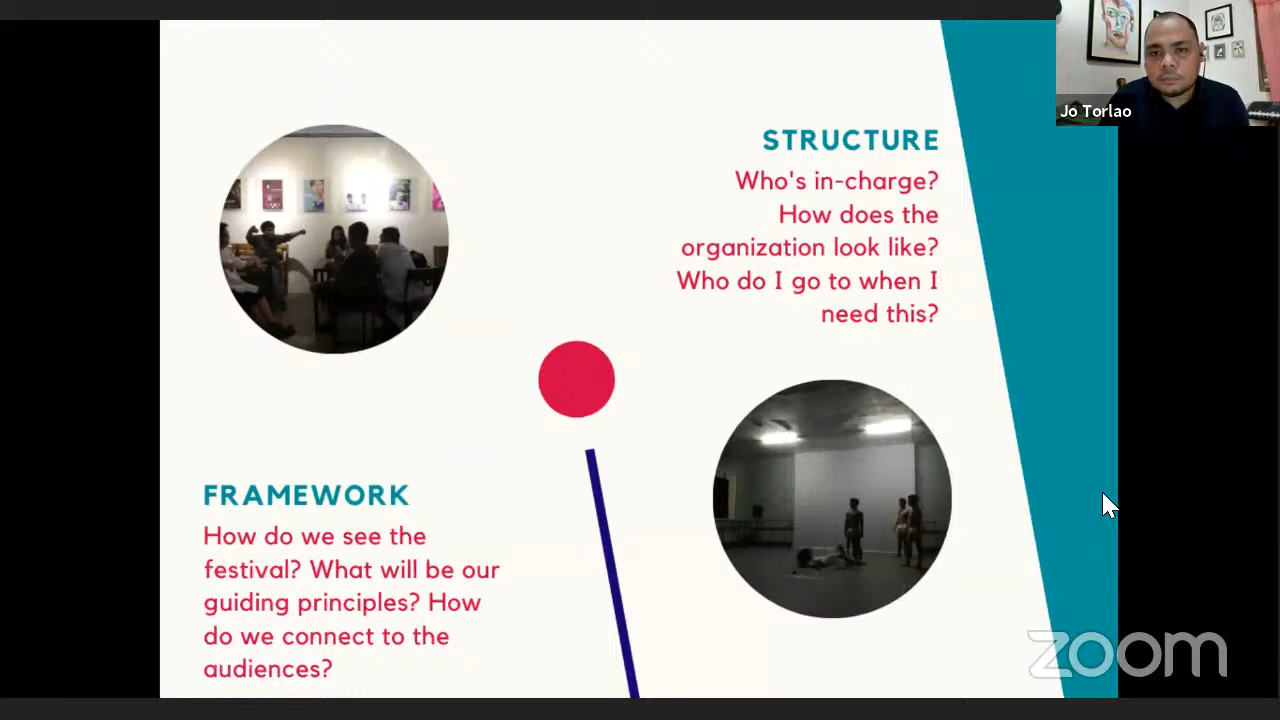 Jo Torlao
STRUCTURE
Who's in-charge?
How does the
organization look like?
Who do I go to when I
need this?
FRAMEWORK
How do we see the
festival? What will be our
guiding principles? How
do we connect to the
audiences?
zoom